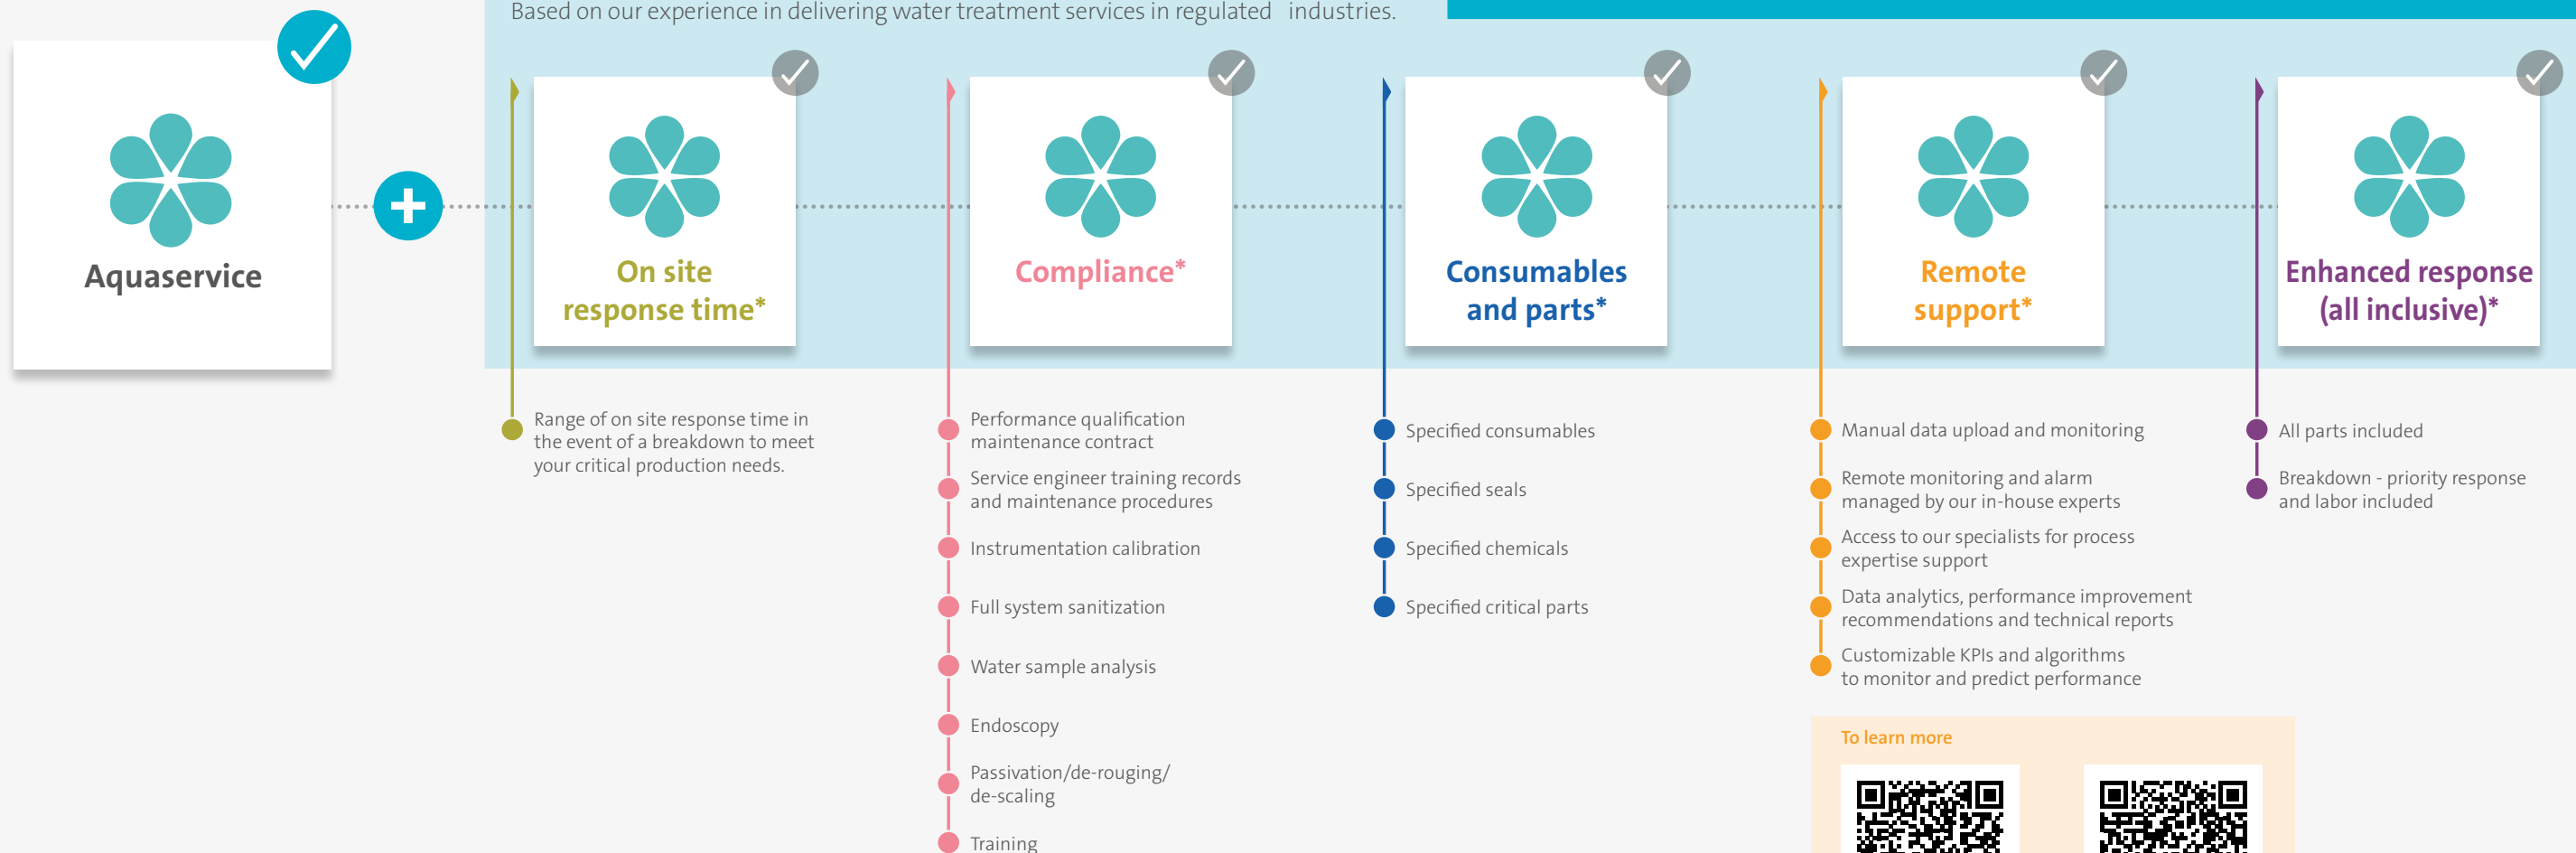 Based on our experience in delivering water treatment services in regulated industries.
Aquaservice
On site
response time*
Range of on site response time in
the event of a breakdown to meet
your critical production needs.
Compliance*
Performance qualification
maintenance contract
Service engineer training records
and maintenance procedures
Instrumentation calibration
Full system sanitization
Water sample analysis
Endoscopy
Passivation/de-rouging/
de-scaling
Training
Consumables
and parts*
Specified consumables
Specified seals
Specified chemicals
Specified critical parts
Remote
support*
Manual data upload and monitoring
Remote monitoring and alarm
managed by our in-house experts
Access to our specialists for process
expertise support
Data analytics, performance improvement
recommendations and technical reports
Customizable KPIs and algorithms
to monitor and predict performance
To learn more
Enhanced response
(all inclusive)*
All parts included
Breakdown - priority response
and labor included